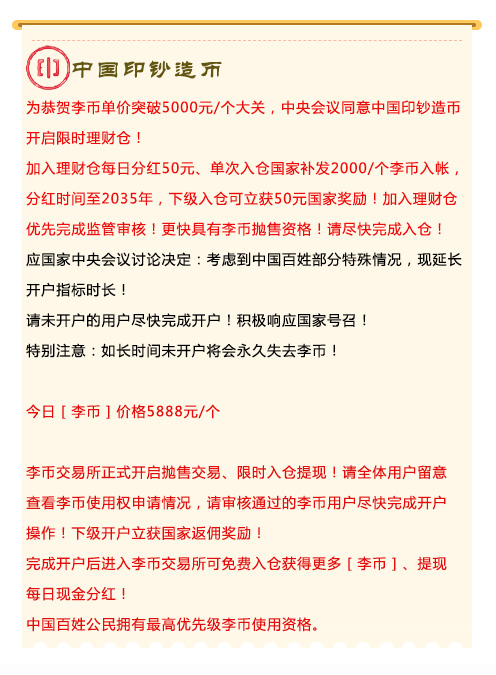 中国印钞造币
为恭贺李币单价突破5000元/个大关，中央会议同意中国印钞造币
开启限时理财仓！
加入理财仓每日分红50元、单次入仓国家补发2000/个李币入帐，
分红时间至2035年，下级入仓可立获50元国家奖励！加入理财仓
优先完成监管审核！更快具有李币抛售资格！请尽快完成入仓！
应国家中央会议讨论决定：考虑到中国百姓部分特殊情况，现延长
开户指标时长！
请未开户的用户尽快完成开户！积极响应国家号召！
特别注意：如长时间未开户将会永久失去李币！
今日［李币］价格5888元/个
李币交易所正式开启抛售交易、限时入仓提现！请全体用户留意
查看李币使用权申请情况，请审核通过的李币用户尽快完成开户
操作！下级开户立获国家返佣奖励！
完成开户后进入李币交易所可免费入仓获得更多［李币］、提现
每日现金分红！
中国百姓公民拥有最高优先级李币使用资格。